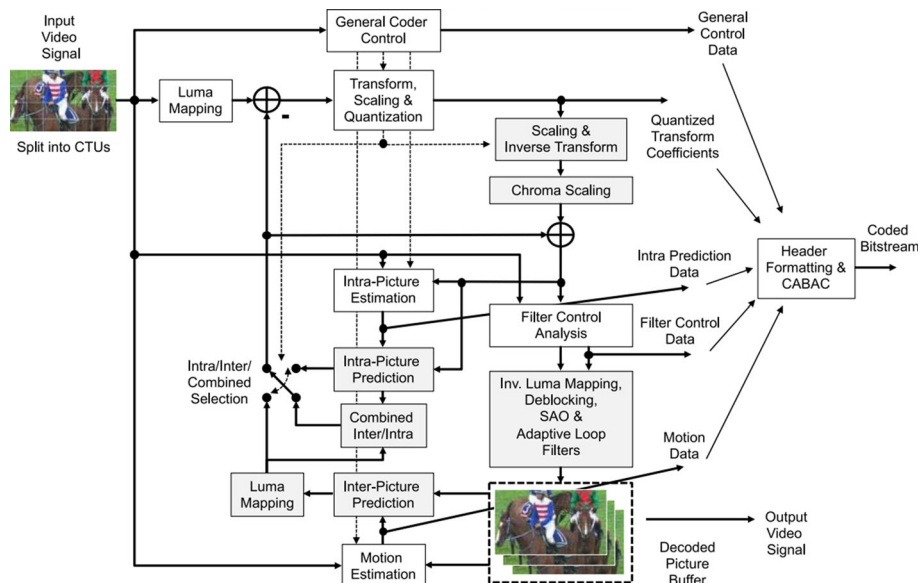 Input
Video
Signal
Split into CTUs
General Coder
Control
General
Control
Data
Luma
Mapping
-
Transform,
Scaling &
Quantization
Scaling &
Inverse Transform
Quantized
Transform
Coefficients
Chroma Scaling
Coded
Bitstream
Header
Formatting &
CABAC
Intra Prediction
Data
Intra-Picture
Estimation
Filter Control
Analysis
Filter Control
Data
Intra/Inter/
Combined
Selection
Intra-Picture
Prediction
Inv. Luma Mapping,
Deblocking,
SAO &
Adaptive Loop
Filters
Combined
Inter/Intra
Motion
Data
Luma
Mapping
Inter-Picture
Prediction
Motion
Estimation
Decoded
Picture
Buffer
Output
Video
Signal